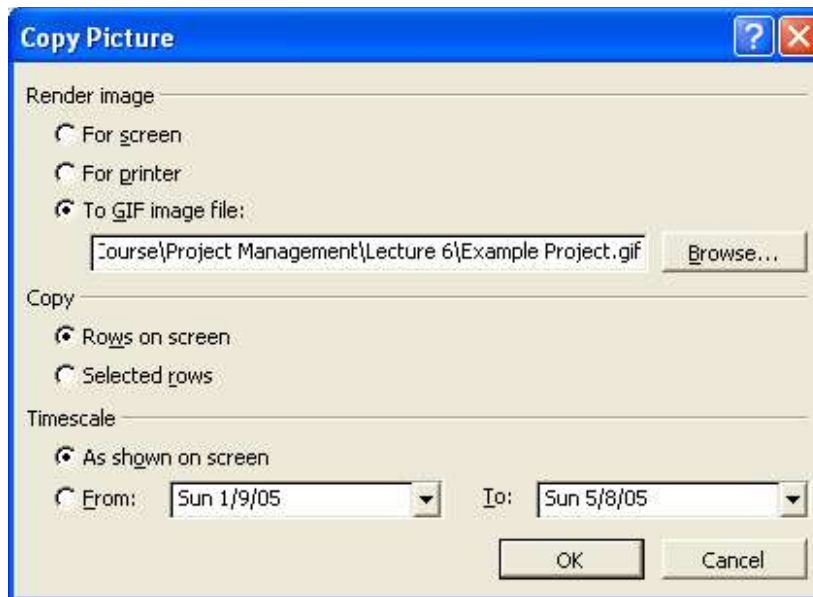 Copy Picture
Render image
For screen
For printer
To GIF image file:
Course\Project Management\Lecture 6\Example Project.gif Browse...
Copy
Rows on screen
Selected rows
Timescale
As shown on screen
From: Sun 1/9/05 To: Sun 5/8/05
OK Cancel